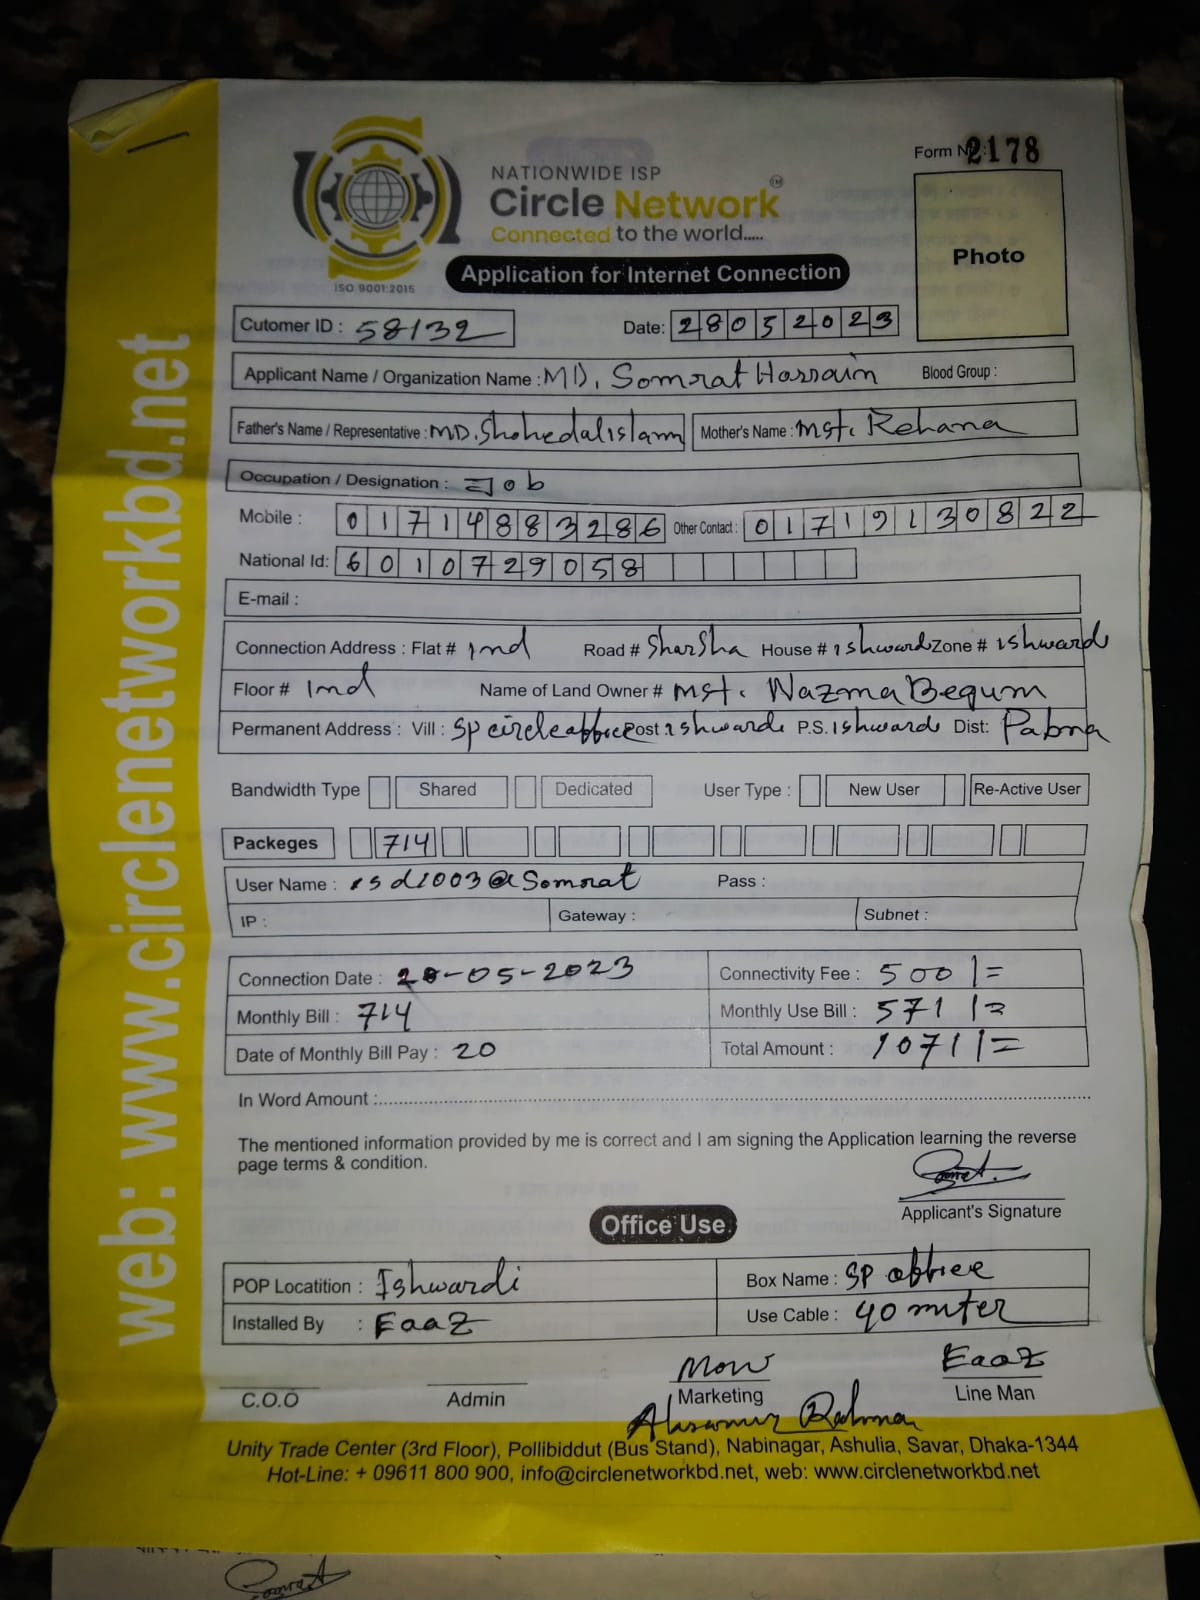 Form No: 2178
NATIONWIDE ISP
Circle Network TM
Connected to the world.....
ISO 9001:2015
Application for Internet Connection
Photo
Cutomer ID : 58132 Date: 28052023
Applicant Name / Organization Name : MD. Somrat Hossain Blood Group :
Father's Name / Representative : MD. Shohedalislam Mother's Name : Mst. Rehana
Occupation / Designation : Job
Mobile : 01714883286 Other Contact : 01719130822
National Id: 6010729058
E-mail :
Connection Address : Flat # 1nd Road # Sharsha House # ishwardi Zone # ishwardi
Floor # 1nd Name of Land Owner # Mst. Nazma Begum
Permanent Address : Vill : SP circle office Post ishwardi P.S. ishwardi Dist: Pabna
Bandwidth Type Shared Dedicated User Type : New User Re-Active User
Packeges 714
User Name : isd1003@Somrat Pass :
IP : Gateway : Subnet :
Connection Date : 28-05-2023 Connectivity Fee : 500/=
Monthly Bill : 714 Monthly Use Bill : 571/=
Date of Monthly Bill Pay : 20 Total Amount : 1071/=
In Word Amount :
The mentioned information provided by me is correct and I am signing the Application learning the reverse
page terms & condition.
Applicant's Signature
Office Use
POP Locatition : Ishwardi Box Name : SP office
Installed By : EaaZ Use Cable : 40 miter
EaaZ
C.O.O Admin Marketing Line Man
Rahman
Unity Trade Center (3rd Floor), Pollibiddut (Bus Stand), Nabinagar, Ashulia, Savar, Dhaka-1344
Hot-Line: + 09611 800 900, info@circlenetworkbd.net, web: www.circlenetworkbd.net
web: www.circlenetworkbd.net